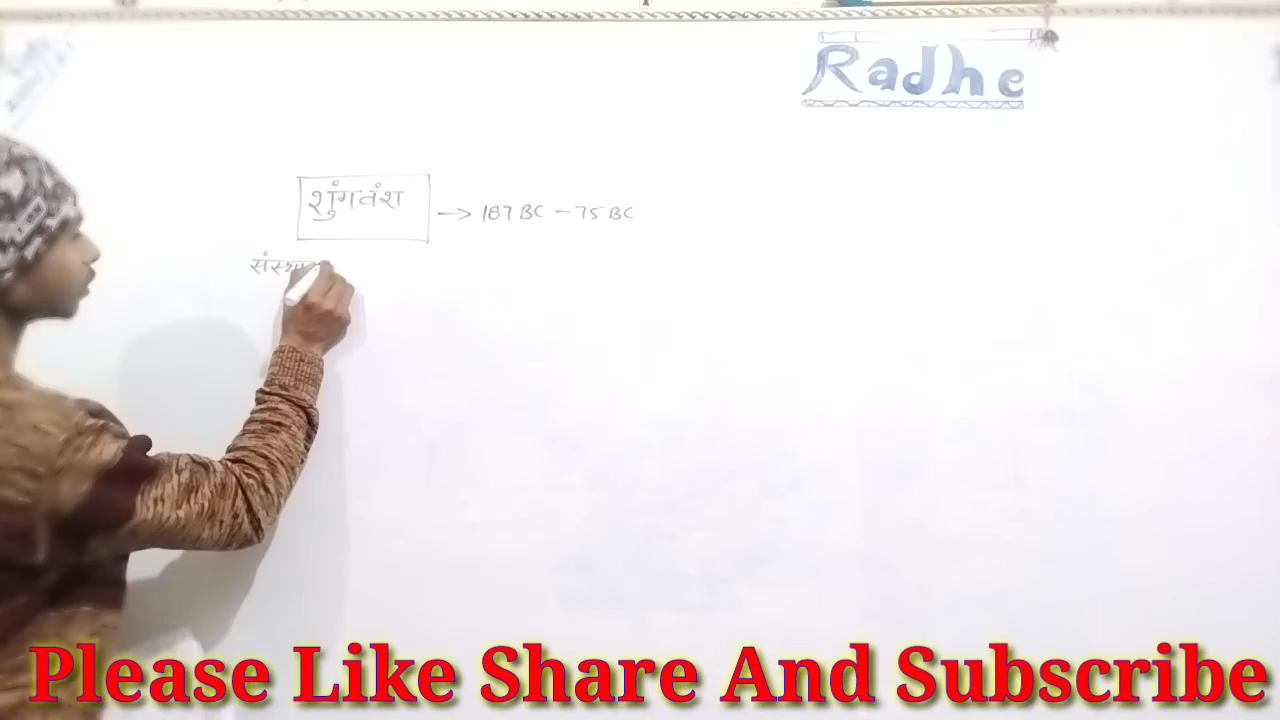 Radhe
शुंगवंश → 187 BC - 75 BC
Please Like Share And Subscribe